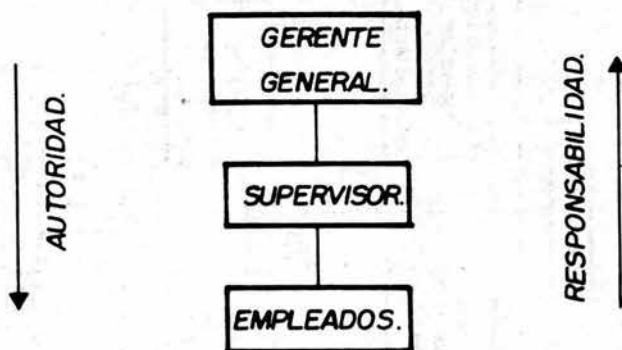 GERENTE
GENERAL.
AUTORIDAD.
SUPERVISOR.
RESPONSABILIDAD.
EMPLEADOS.